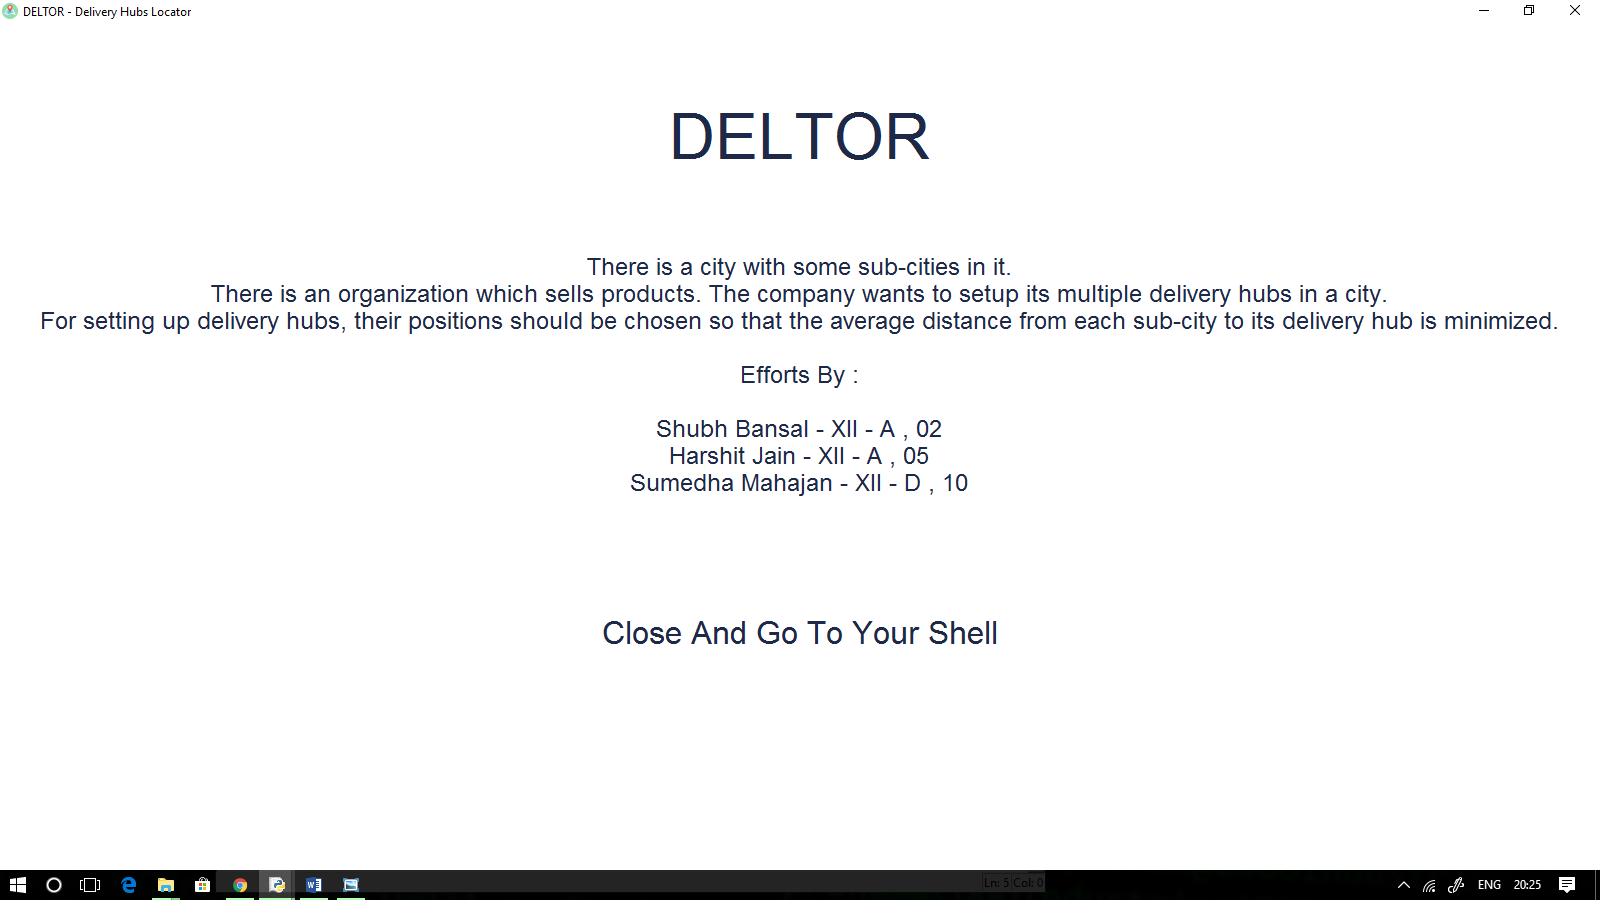 DELTOR - Delivery Hubs Locator
DELTOR
There is a city with some sub-cities in it.
There is an organization which sells products. The company wants to setup its multiple delivery hubs in a city.
For setting up delivery hubs, their positions should be chosen so that the average distance from each sub-city to its delivery hub is minimized.
Efforts By :
Shubh Bansal - XII - A , 02
Harshit Jain - XII - A , 05
Sumedha Mahajan - XII - D , 10
Close And Go To Your Shell
Ln: 5 Col: 0
ENG 20:25